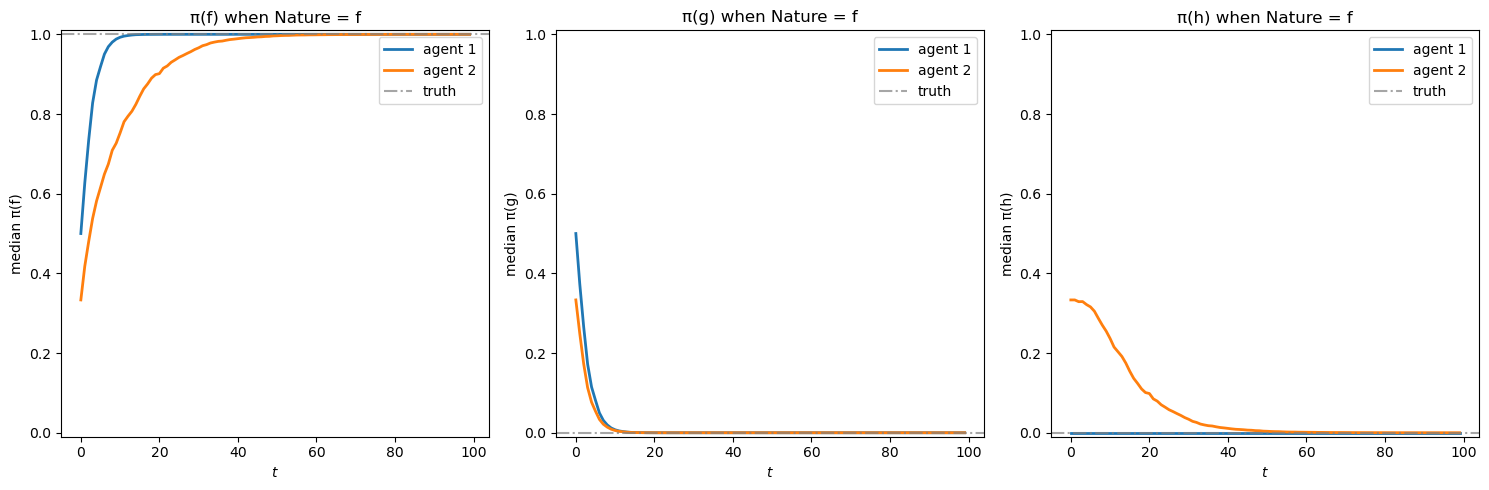 π(f) when Nature = f
median π(f)
1.0
0.8
0.6
0.4
0.2
0.0
0 20 40 60 80 100
t
agent 1
agent 2
truth
π(g) when Nature = f
median π(g)
1.0
0.8
0.6
0.4
0.2
0.0
0 20 40 60 80 100
t
agent 1
agent 2
truth
π(h) when Nature = f
median π(h)
1.0
0.8
0.6
0.4
0.2
0.0
0 20 40 60 80 100
t
agent 1
agent 2
truth